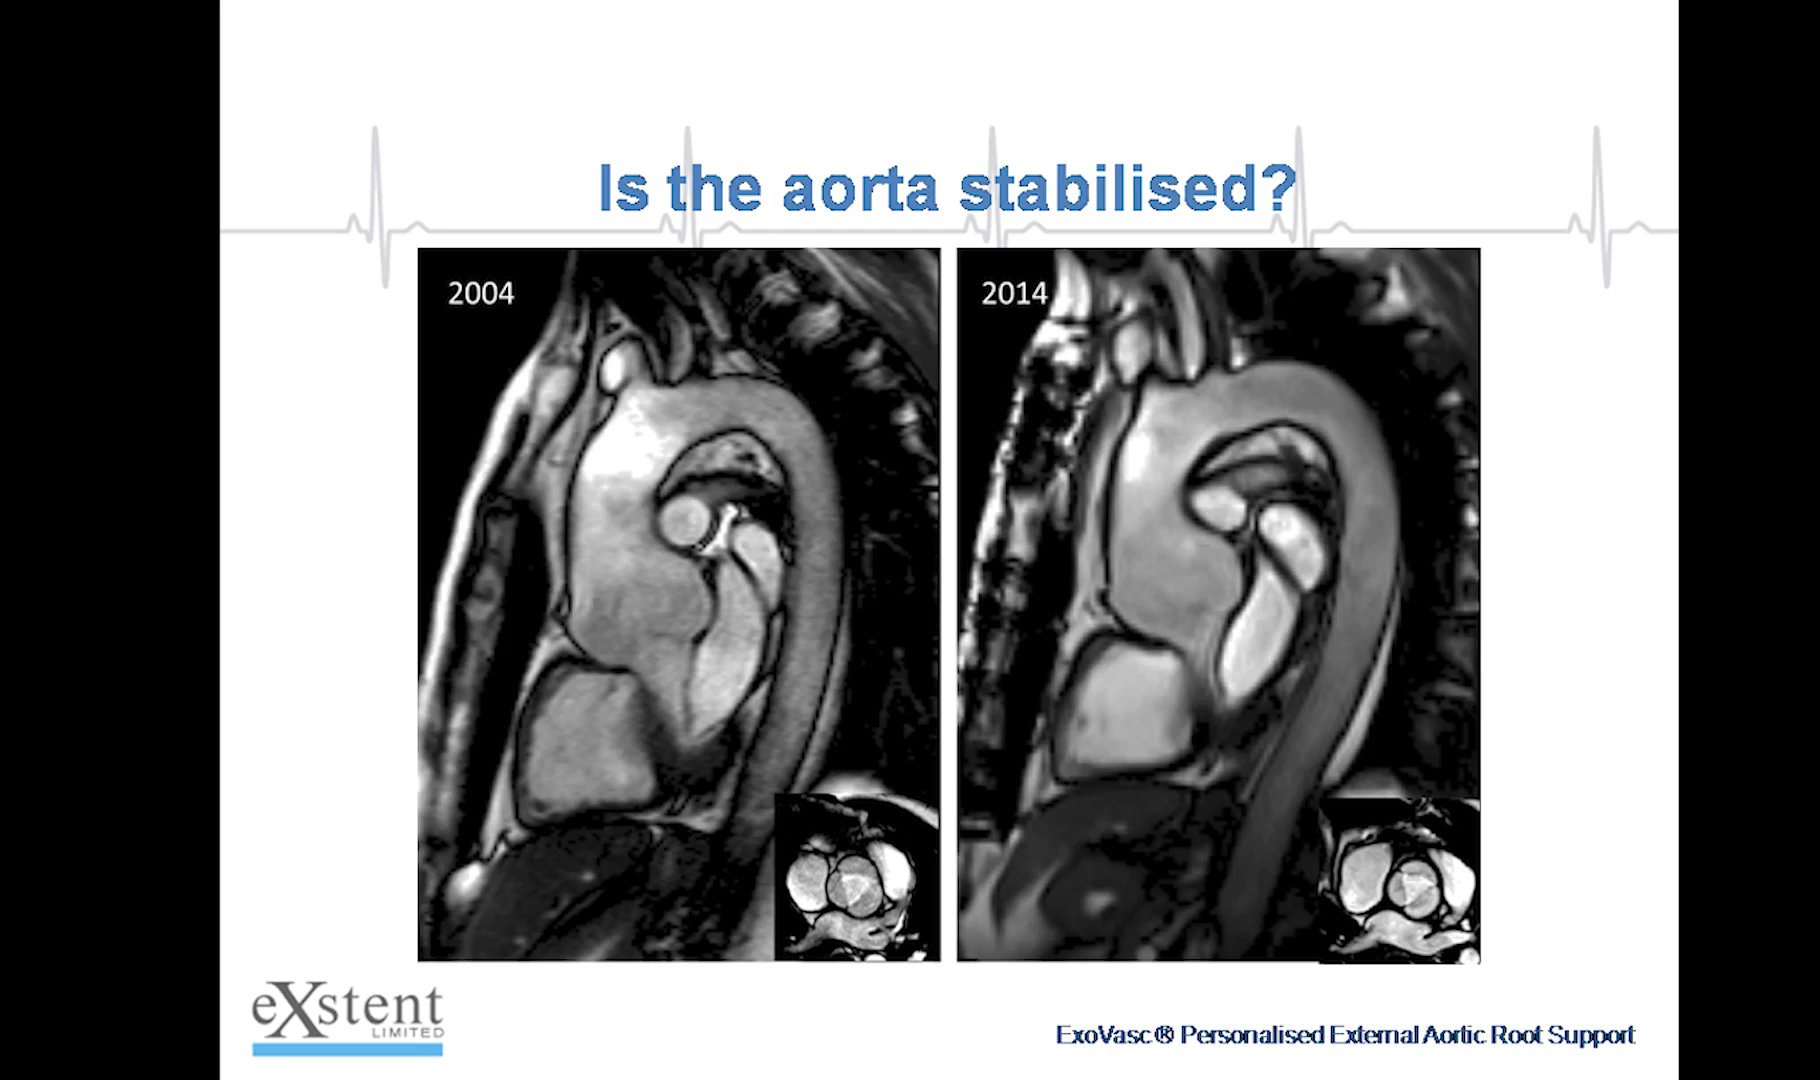 Is the aorta stabilised?
2004
2014
eXstent
LIMITED
ExoVasc® Personalised External Aortic Root Support